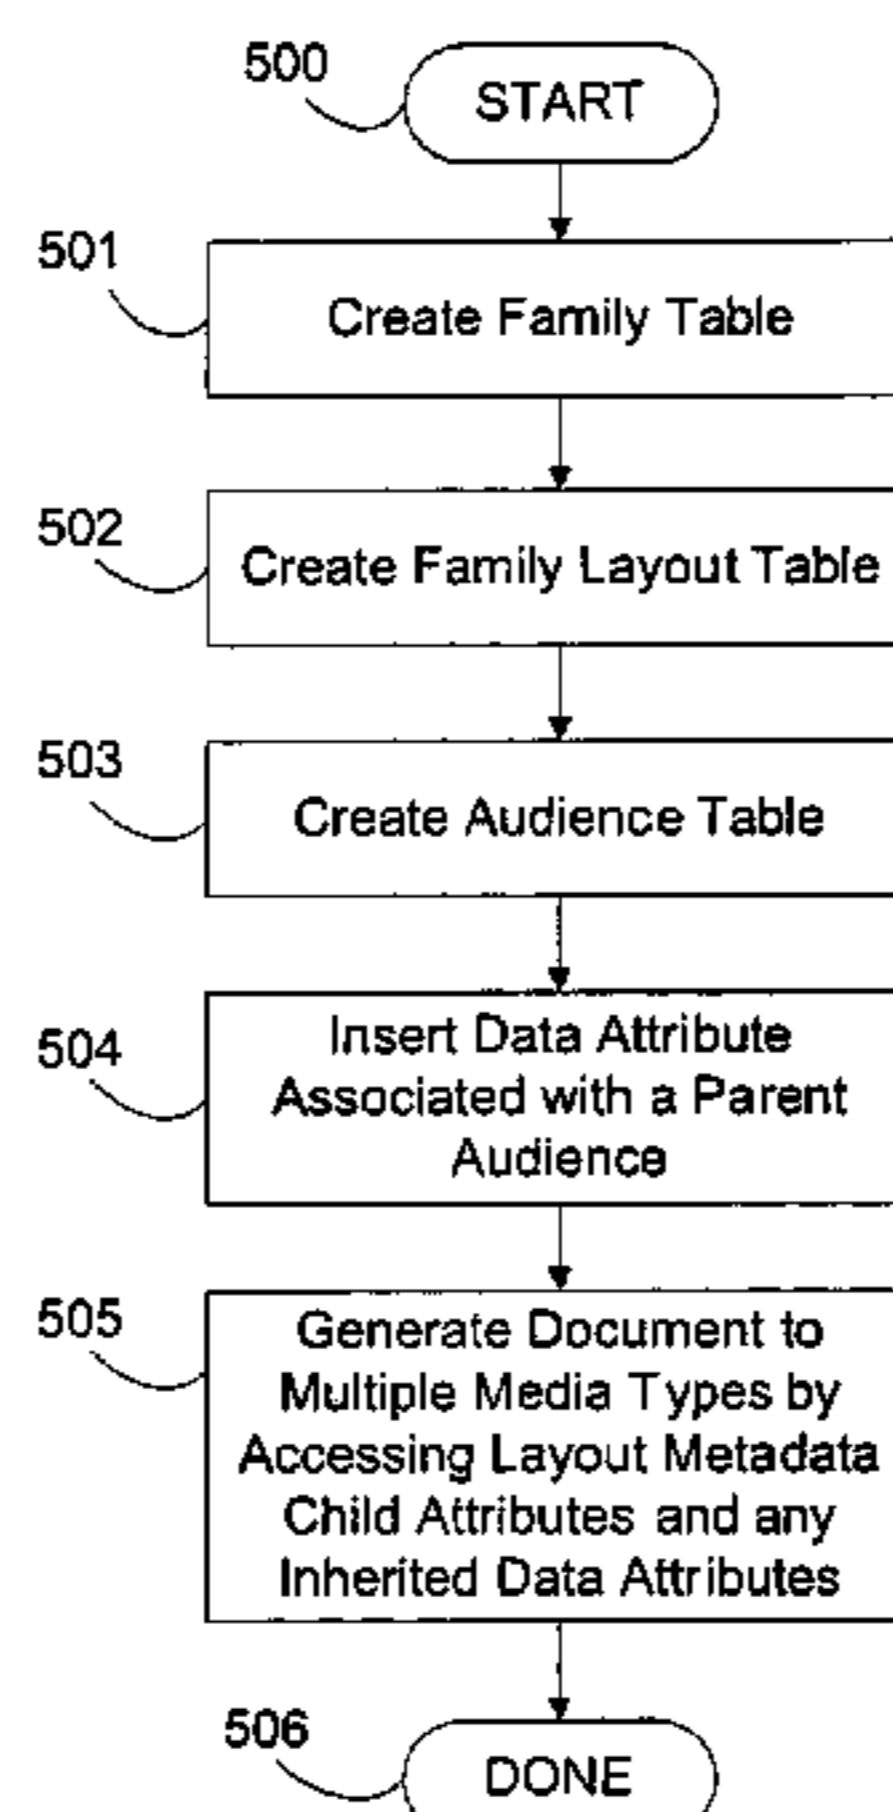 500
START
501
Create Family Table
502
Create Family Layout Table
503
Create Audience Table
504
Insert Data Attribute
Associated with a Parent
Audience
505
Generate Document to
Multiple Media Types by
Accessing Layout Metadata
Child Attributes and any
Inherited Data Attributes
506
DONE